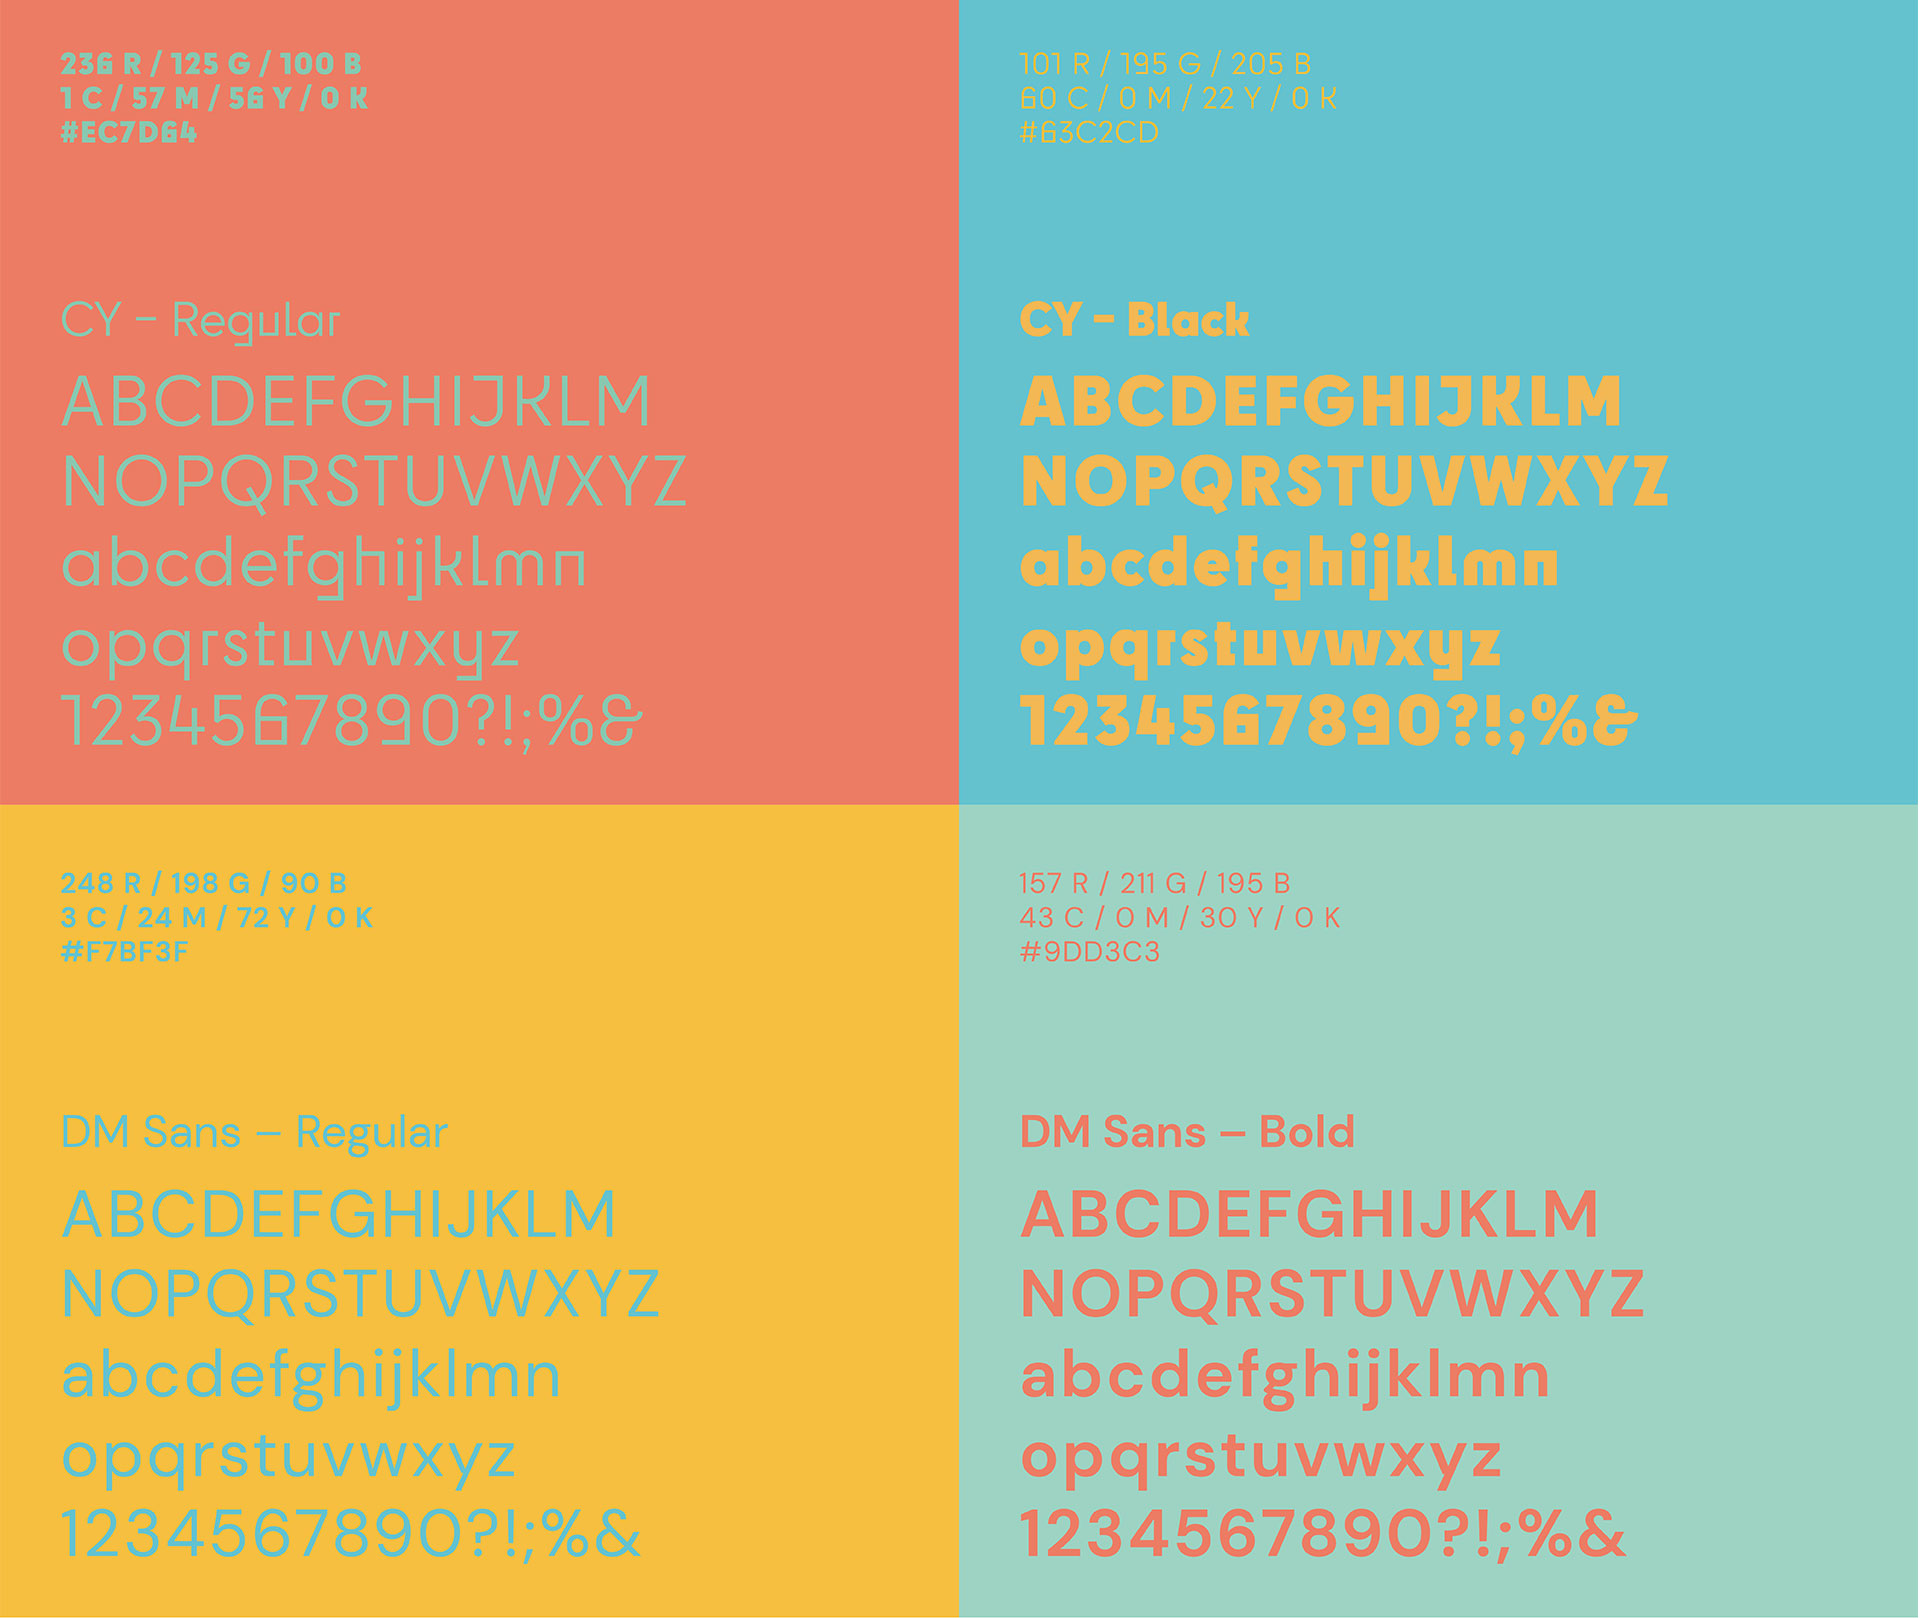 236 R / 125 G / 100 B
1 C / 57 M / 56 Y / 0 K
#EC7D64
CY – Regular
ABCDEFGHIJKLM
NOPQRSTUVWXYZ
abcdefghijklmn
opqrstuvwxyz
1234567890?!;%&
101 R / 195 G / 205 B
60 C / 0 M / 22 Y / 0 K
#63C2CD
CY – Black
ABCDEFGHIJKLM
NOPQRSTUVWXYZ
abcdefghijklmn
opqrstuvwxyz
1234567890?!;%&
248 R / 198 G / 90 B
3 C / 24 M / 72 Y / 0 K
#F7BF3F
DM Sans – Regular
ABCDEFGHIJKLM
NOPQRSTUVWXYZ
abcdefghijklmn
opqrstuvwxyz
1234567890?!;%&
157 R / 211 G / 195 B
43 C / 0 M / 30 Y / 0 K
#9DD3C3
DM Sans – Bold
ABCDEFGHIJKLM
NOPQRSTUVWXYZ
abcdefghijklmn
opqrstuvwxyz
1234567890?!;%&